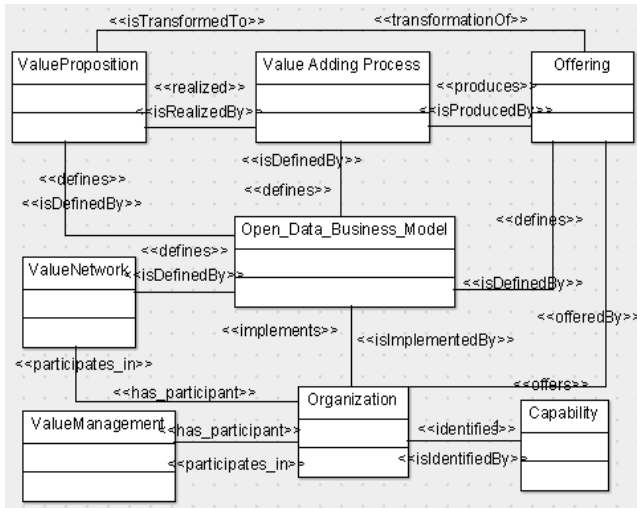 <<isTransformedTo>> <<transformationOf>>
ValueProposition Value Adding Process Offering
<<realized>> <<produces>>
<<isRealizedBy>> <<isProducedBy>>
<<isDefinedBy>>
<<defines>>
<<defines>>
<<isDefinedBy>>
<<defines>>
Open_Data_Business_Model
<<defines>>
ValueNetwork <<isDefinedBy>> <<isDefinedBy>>
<<offeredBy>>
<<implements>> <<isImplementedBy>>
<<participates_in>>
<<has_participant>> Organization <<offers>>
Capability
ValueManagement <<has_participant>> <<identifies>>
<<participates_in>> <<isIdentifiedBy>>